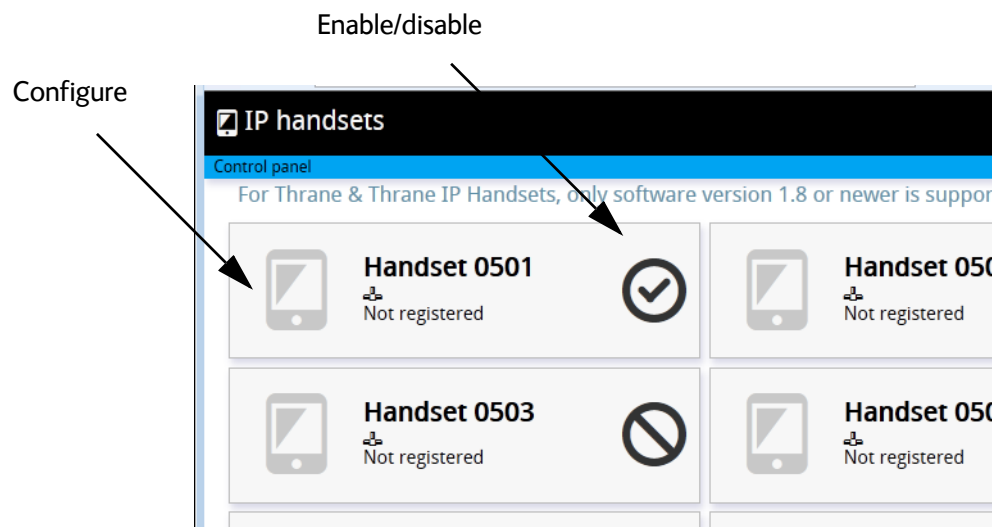 Enable/disable
Configure
IP handsets
Control panel
For Thrane & Thrane IP Handsets, only software version 1.8 or newer is suppor
Handset 0501
Not registered
Handset 050
Not registered
Handset 0503
Not registered
Handset 050
Not registered